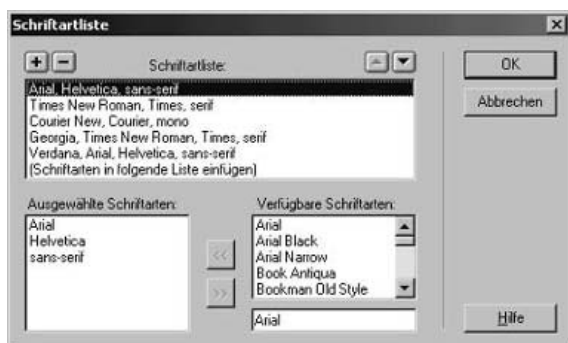 Schriftartliste
Schriftartliste:
Arial, Helvetica, sans-serif
Times New Roman, Times, serif
Courier New, Courier, mono
Georgia, Times New Roman, Times, serif
Verdana, Arial, Helvetica, sans-serif
(Schriftarten in folgende Liste einfügen)
Ausgewählte Schriftarten:
Arial
Helvetica
sans-serif
<<
>>
Verfügbare Schriftarten:
Arial
Arial Black
Arial Narrow
Book Antiqua
Bookman Old Style
Arial
OK
Abbrechen
Hilfe